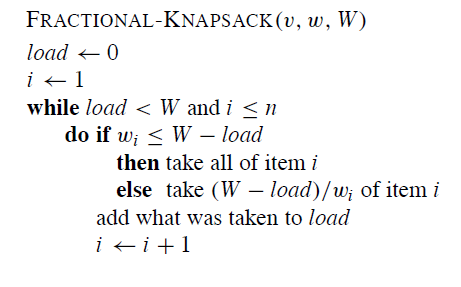 FRACTIONAL-KNAPSACK(v, w, W)
load ← 0
i ← 1
while load < W and i ≤ n
do if wᵢ ≤ W − load
then take all of item i
else take (W − load)/wᵢ of item i
add what was taken to load
i ← i + 1